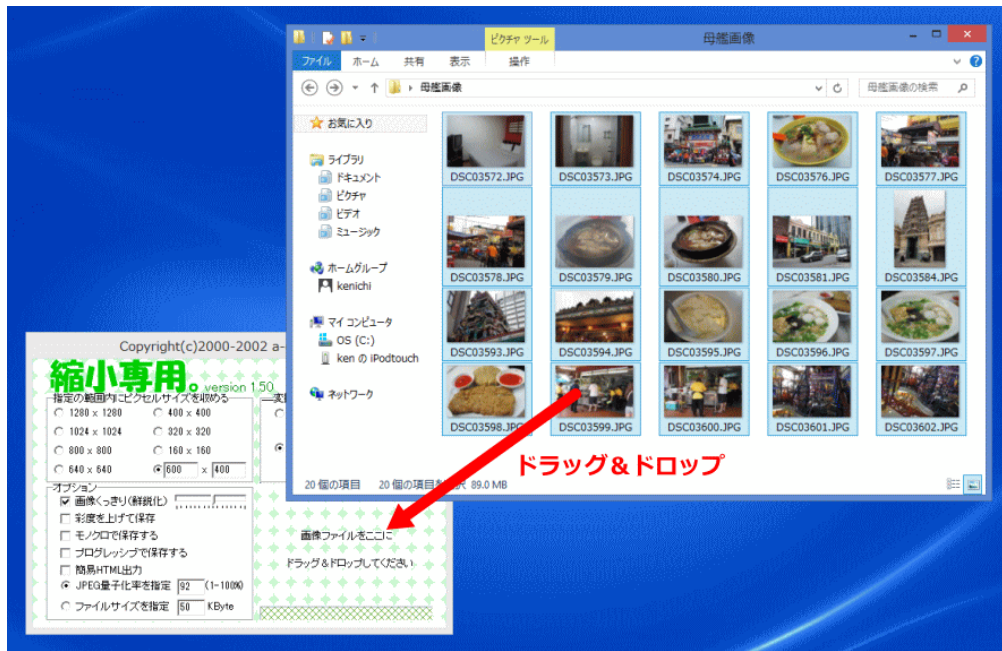 ピクチャ ツール
母艦画像
ファイル ホーム 共有 表示 操作
母艦画像
母艦画像の検索
お気に入り
ライブラリ
ドキュメント
ピクチャ
ビデオ
ミュージック
ホームグループ
kenichi
マイ コンピュータ
OS (C:)
ken の iPodtouch
ネットワーク
DSC03572.JPG DSC03573.JPG DSC03574.JPG DSC03576.JPG DSC03577.JPG
DSC03578.JPG DSC03579.JPG DSC03580.JPG DSC03581.JPG DSC03584.JPG
DSC03593.JPG DSC03594.JPG DSC03595.JPG DSC03596.JPG DSC03597.JPG
DSC03598.JPG DSC03599.JPG DSC03600.JPG DSC03601.JPG DSC03602.JPG
ドラッグ&ドロップ
20 個の項目 20 個の項目を 択 89.0 MB
Copyright(c)2000-2002 a-
縮小専用。version 1.50
指定の範囲内にピクセルサイズを収める
1280 x 1280 400 x 400
1024 x 1024 320 x 320
800 x 800 160 x 160
640 x 640 600 x 400
オプション
画像くっきり(鮮鋭化)
彩度を上げて保存
モノクロで保存する
プログレッシブで保存する
簡易HTML出力
JPEG量子化率を指定 92 (1-100%)
ファイルサイズを指定 50 KByte
画像ファイルをここに
ドラッグ&ドロップしてください